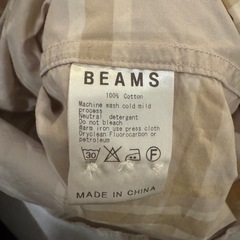 BEAMS
100% Cotton
Machine wash cold mild
process
Neutral detergent
Do not bleach
Warm iron use press cloth
Dryclean Fluorocarbon or
petroleum
30 F
MADE IN CHINA